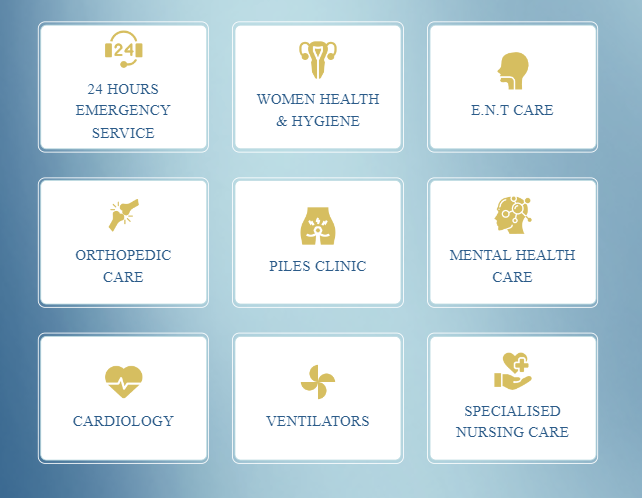 24
24 HOURS
EMERGENCY
SERVICE
WOMEN HEALTH
& HYGIENE
E.N.T CARE
ORTHOPEDIC
CARE
PILES CLINIC
MENTAL HEALTH
CARE
CARDIOLOGY
VENTILATORS
SPECIALISED
NURSING CARE